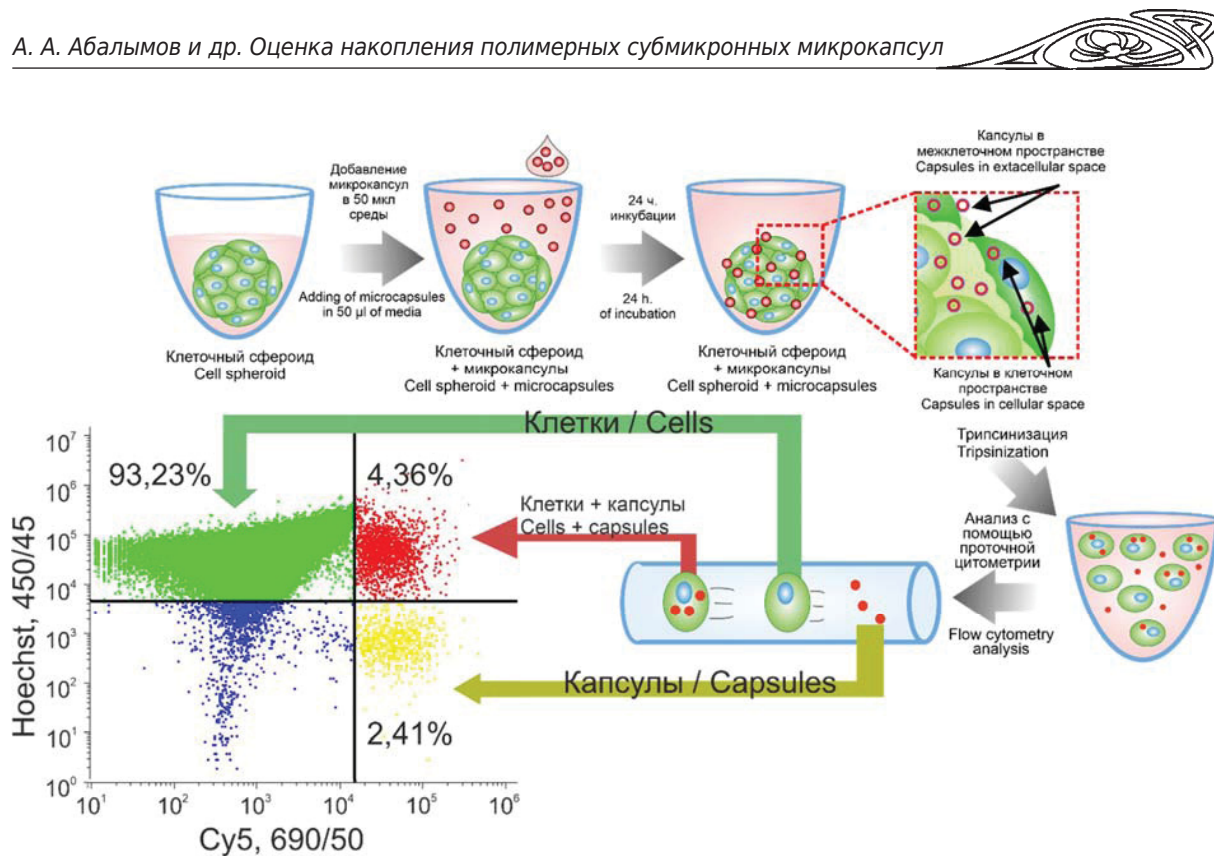 А. А. Абалымов и др. Оценка накопления полимерных субмикронных микрокапсул
Добавление
микрокапсул
в 50 мкл
среды
Adding of microcapsules
in 50 µl of media
24 ч.
инкубации
24 h.
of incubation
Капсулы в
межклеточном пространстве
Capsules in extacellular space
Клеточный сфероид
Cell spheroid
Клеточный сфероид
+ микрокапсулы
Cell spheroid + microcapsules
Клеточный сфероид
+ микрокапсулы
Cell spheroid + microcapsules
Капсулы в клеточном
пространстве
Capsules in cellular space
Трипсинизация
Tripsinization
Анализ с
помощью
проточной
цитометрии
Flow cytometry
analysis
Клетки / Cells
Клетки + капсулы
Cells + capsules
Капсулы / Capsules
93,23%
4,36%
2,41%
Hoechst, 450/45
10⁷
10⁶
10⁵
10⁴
10³
10²
10¹
10⁰
10¹ 10² 10³ 10⁴ 10⁵ 10⁶
Cy5, 690/50